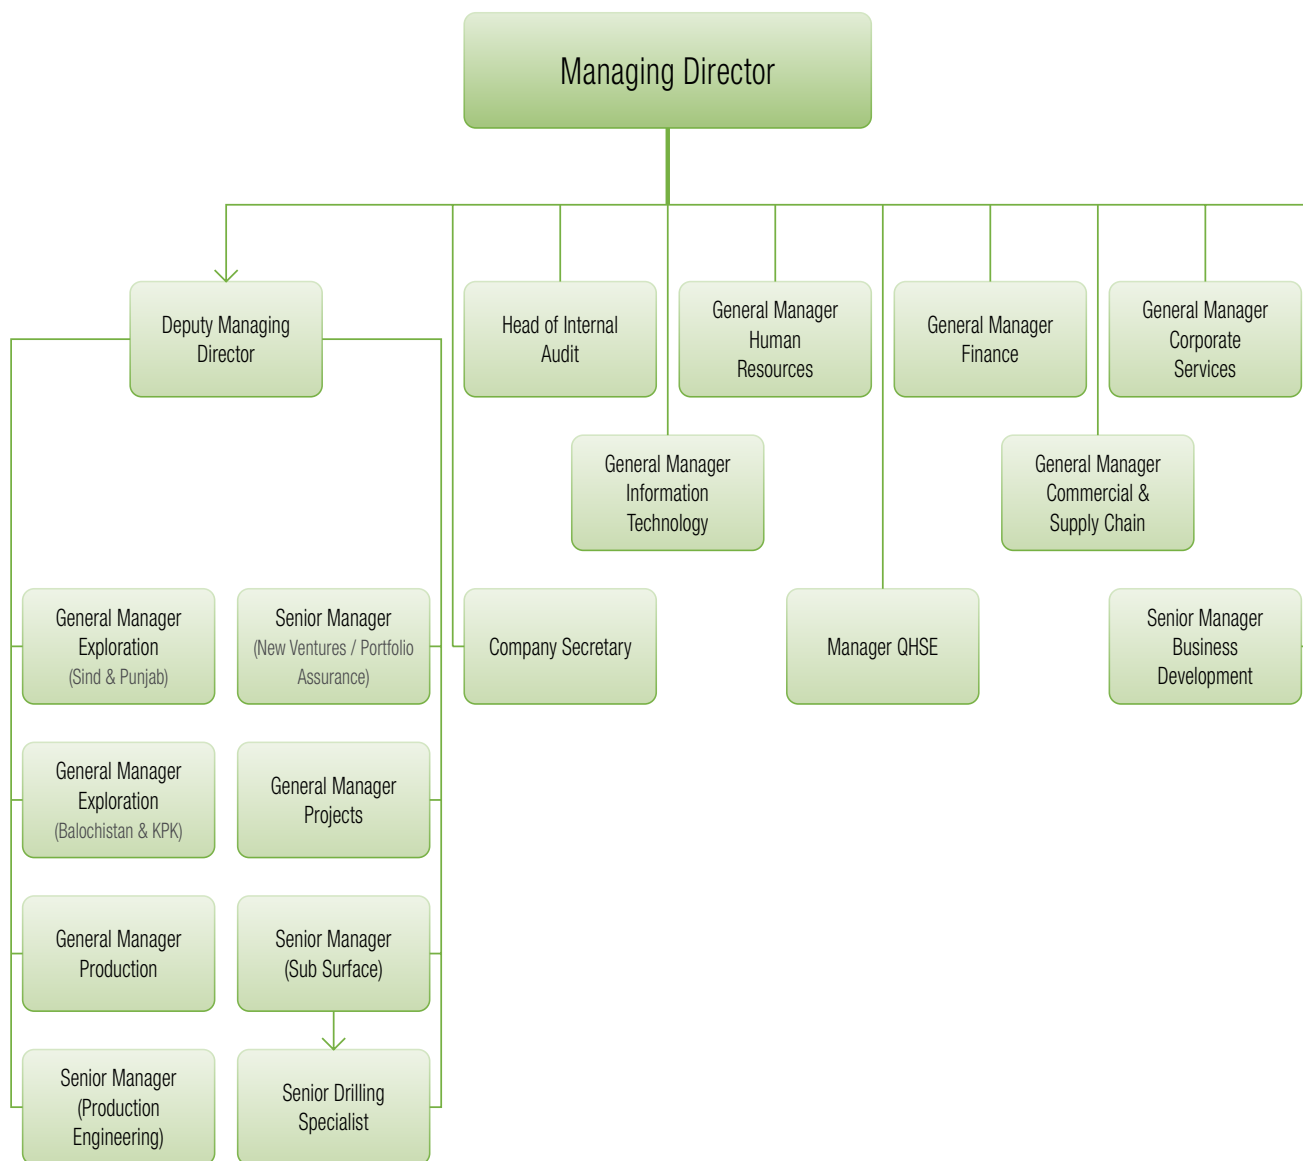 Managing Director
Deputy Managing
Director
Head of Internal
Audit
General Manager
Human
Resources
General Manager
Finance
General Manager
Corporate
Services
General Manager
Information
Technology
General Manager
Commercial &
Supply Chain
General Manager
Exploration
(Sind & Punjab)
Senior Manager
(New Ventures / Portfolio
Assurance)
Company Secretary
Manager QHSE
Senior Manager
Business
Development
General Manager
Exploration
(Balochistan & KPK)
General Manager
Projects
General Manager
Production
Senior Manager
(Sub Surface)
Senior Manager
(Production
Engineering)
Senior Drilling
Specialist